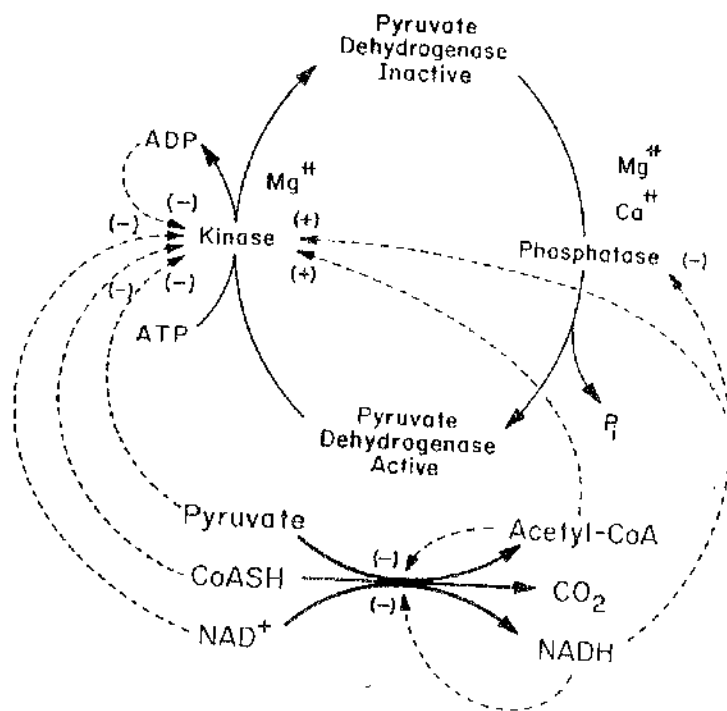 Pyruvate
Dehydrogenase
Inactive
ADP
Mg⁺⁺
Mg⁺⁺
Ca⁺⁺
(-)
(-)
Kinase
(+)
Phosphatase
(-)
(+)
(-)
(-)
ATP
Pyruvate
Dehydrogenase
Active
Pi
Pyruvate
Acetyl-CoA
(-)
CoASH
CO₂
(-)
NAD⁺
NADH